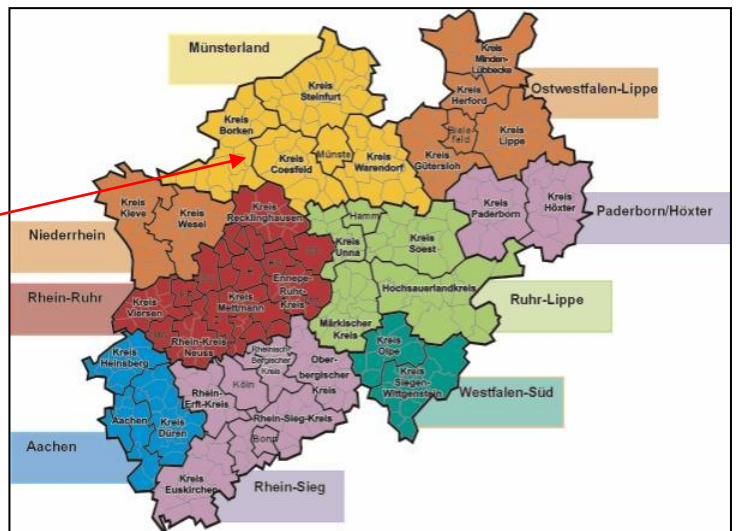 Münsterland
Kreis
Minden-
Lübbecke
Kreis
Steinfurt
Ostwestfalen-Lippe
Kreis
Herford
Kreis
Borken
Biele-
feld
Kreis
Lippe
Kreis
Coesfeld
Münste
Kreis
Warendorf
Kreis
Gütersloh
Kreis
Kleve
Kreis
Wesel
Kreis
Recklinghausen
Kreis
Paderborn
Kreis
Höxter
Paderborn/Höxter
Hamm
Niederrhein
Kreis
Unna
Kreis
Soest
Ennepe-
Ruhr-
Kreis
Rhein-Ruhr
Kreis
Viersen
Kreis
Mettmann
Hochsauerlandkreis
Ruhr-Lippe
Märkischer
Kreis
Rhein-Kreis
Neuss
Kreis
Olpe
Kreis
Heinsberg
Rheinisch-
Bergischer
Kreis
Ober-
bergischer
Kreis
Kreis
Siegen-
Wittgenstein
Westfalen-Süd
Köln
Rhein-
Erft-Kreis
Rhein-Sieg-Kreis
Aachen
Kreis
Düren
Bonn
Aachen
Kreis
Euskirchen
Rhein-Sieg